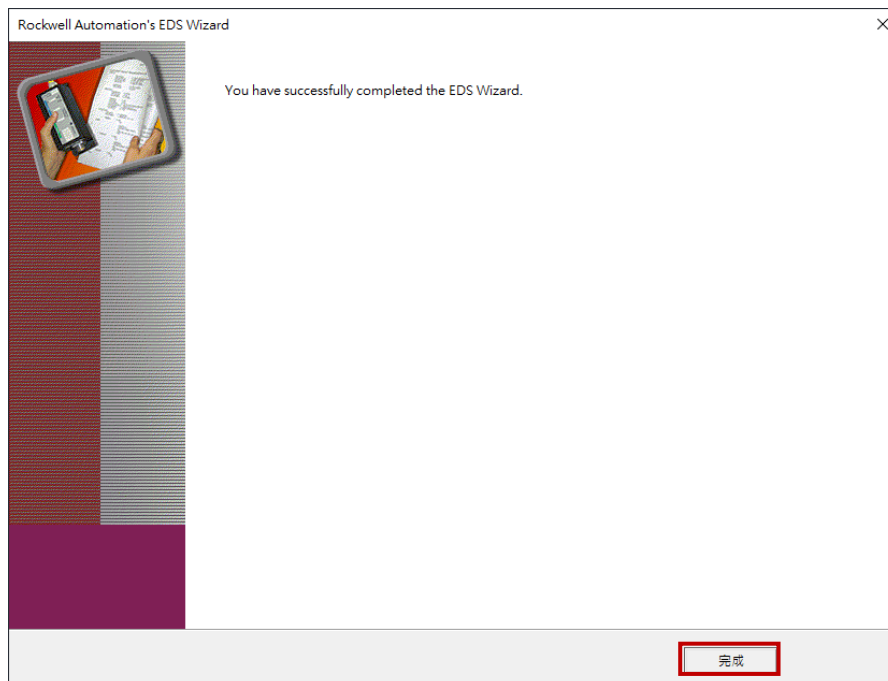 Rockwell Automation's EDS Wizard
You have successfully completed the EDS Wizard.
完成